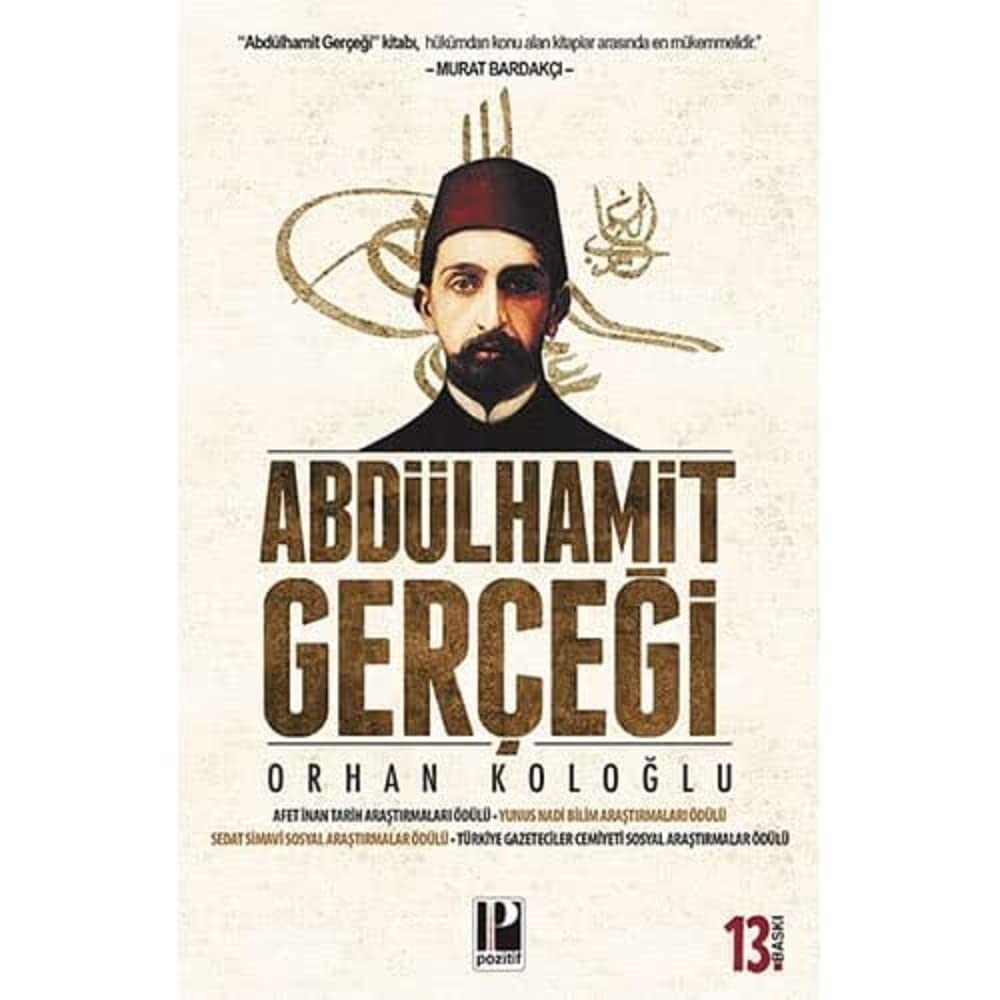 “Abdülhamit Gerçeği” kitabı, hükümdarı konu alan kitaplar arasında en mükemmelidir.”
– MURAT BARDAKÇI –
ABDÜLHAMİT
GERÇEĞİ
ORHAN KOLOĞLU
AFET İNAN TARİH ARAŞTIRMALARI ÖDÜLÜ • YUNUS NADİ BİLİM ARAŞTIRMALARI ÖDÜLÜ
SEDAT SİMAVİ SOSYAL ARAŞTIRMALAR ÖDÜLÜ • TÜRKİYE GAZETECİLER CEMİYETİ SOSYAL ARAŞTIRMALAR ÖDÜLÜ
P
pozitif
13. BASKI